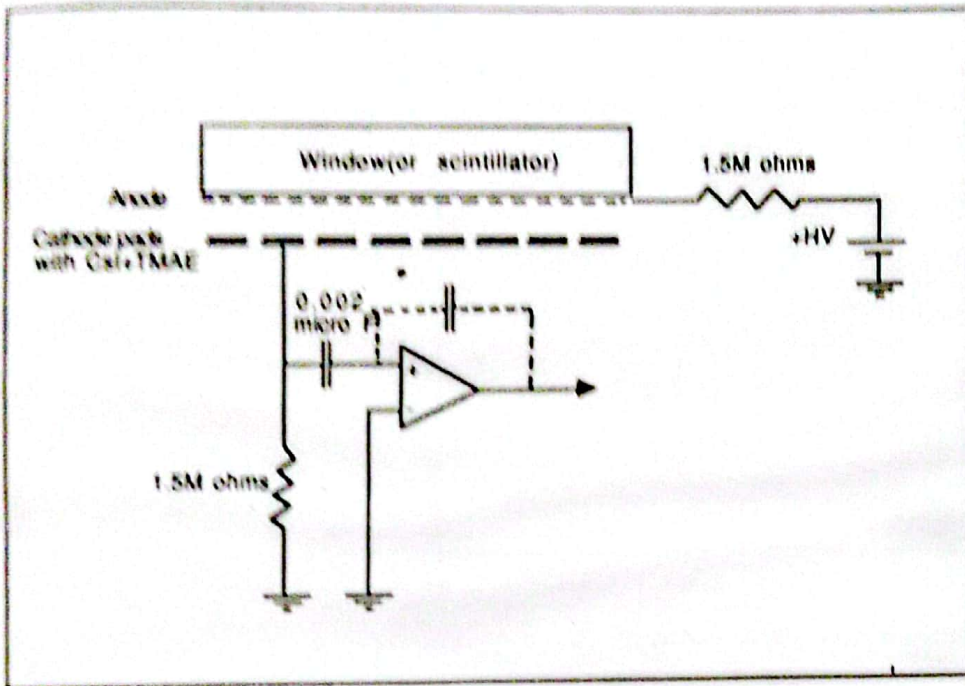 Window(or scintillator)
1.5M ohms
Anode
Cathode pads
with CsI+TMAE
+HV
0.002
micro F
+
-
1.5M ohms